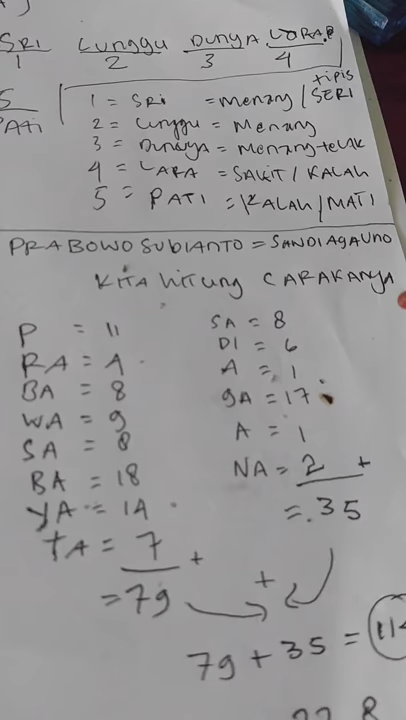 SRI Lunggu Dunya LORA
1 2 3 4
5
PATI
1 = SRI = menang / tipis SERI
2 = Lunggu = Menang
3 = Dunya = menang telak
4 = LARA = SAKIT / KALAH
5 = PATI = KALAH / MATI
PRABOWO SUBIANTO = SANDIAGAUNO
KITA hitung CARAKANya
P = 11
RA = 4
BA = 8
WA = 9
SA = 8
BA = 18
YA = 14
TA = 7 +
= 79
SA = 8
DI = 6
A = 1
gA = 17
A = 1
NA = 2 +
= 35
+
79 + 35 = 114